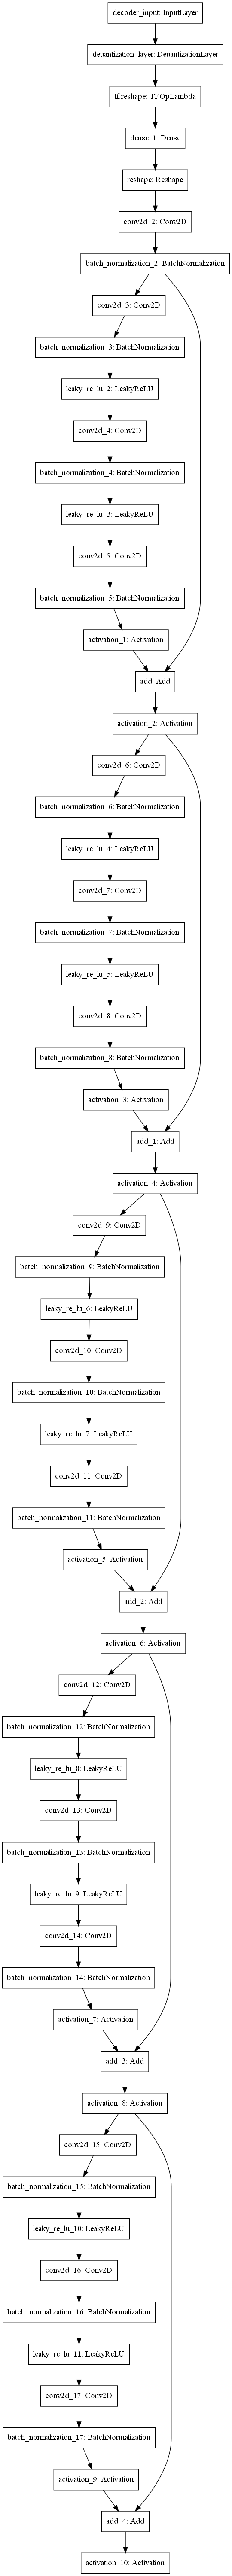 decoder_input: InputLayer
deuantization_layer: DeuantizationLayer
tf.reshape: TFOpLambda
dense_1: Dense
reshape: Reshape
conv2d_2: Conv2D
batch_normalization_2: BatchNormalization
conv2d_3: Conv2D
batch_normalization_3: BatchNormalization
leaky_re_lu_2: LeakyReLU
conv2d_4: Conv2D
batch_normalization_4: BatchNormalization
leaky_re_lu_3: LeakyReLU
conv2d_5: Conv2D
batch_normalization_5: BatchNormalization
activation_1: Activation
add: Add
activation_2: Activation
conv2d_6: Conv2D
batch_normalization_6: BatchNormalization
leaky_re_lu_4: LeakyReLU
conv2d_7: Conv2D
batch_normalization_7: BatchNormalization
leaky_re_lu_5: LeakyReLU
conv2d_8: Conv2D
batch_normalization_8: BatchNormalization
activation_3: Activation
add_1: Add
activation_4: Activation
conv2d_9: Conv2D
batch_normalization_9: BatchNormalization
leaky_re_lu_6: LeakyReLU
conv2d_10: Conv2D
batch_normalization_10: BatchNormalization
leaky_re_lu_7: LeakyReLU
conv2d_11: Conv2D
batch_normalization_11: BatchNormalization
activation_5: Activation
add_2: Add
activation_6: Activation
conv2d_12: Conv2D
batch_normalization_12: BatchNormalization
leaky_re_lu_8: LeakyReLU
conv2d_13: Conv2D
batch_normalization_13: BatchNormalization
leaky_re_lu_9: LeakyReLU
conv2d_14: Conv2D
batch_normalization_14: BatchNormalization
activation_7: Activation
add_3: Add
activation_8: Activation
conv2d_15: Conv2D
batch_normalization_15: BatchNormalization
leaky_re_lu_10: LeakyReLU
conv2d_16: Conv2D
batch_normalization_16: BatchNormalization
leaky_re_lu_11: LeakyReLU
conv2d_17: Conv2D
batch_normalization_17: BatchNormalization
activation_9: Activation
add_4: Add
activation_10: Activation